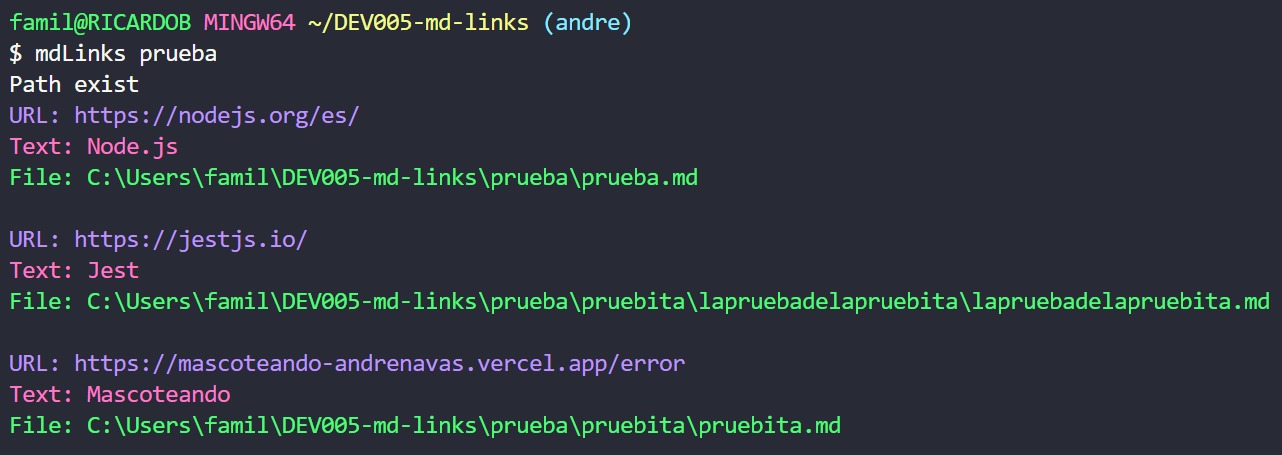 famil@RICARDOB MINGW64 ~/DEV005-md-links (andre)
$ mdLinks prueba
Path exist
URL: https://nodejs.org/es/
Text: Node.js
File: C:\Users\famil\DEV005-md-links\prueba\prueba.md
URL: https://jestjs.io/
Text: Jest
File: C:\Users\famil\DEV005-md-links\prueba\pruebita\lapruebadelapruebita\lapruebadelapruebita.md
URL: https://mascoteando-andrenavas.vercel.app/error
Text: Mascoteando
File: C:\Users\famil\DEV005-md-links\prueba\pruebita\pruebita.md